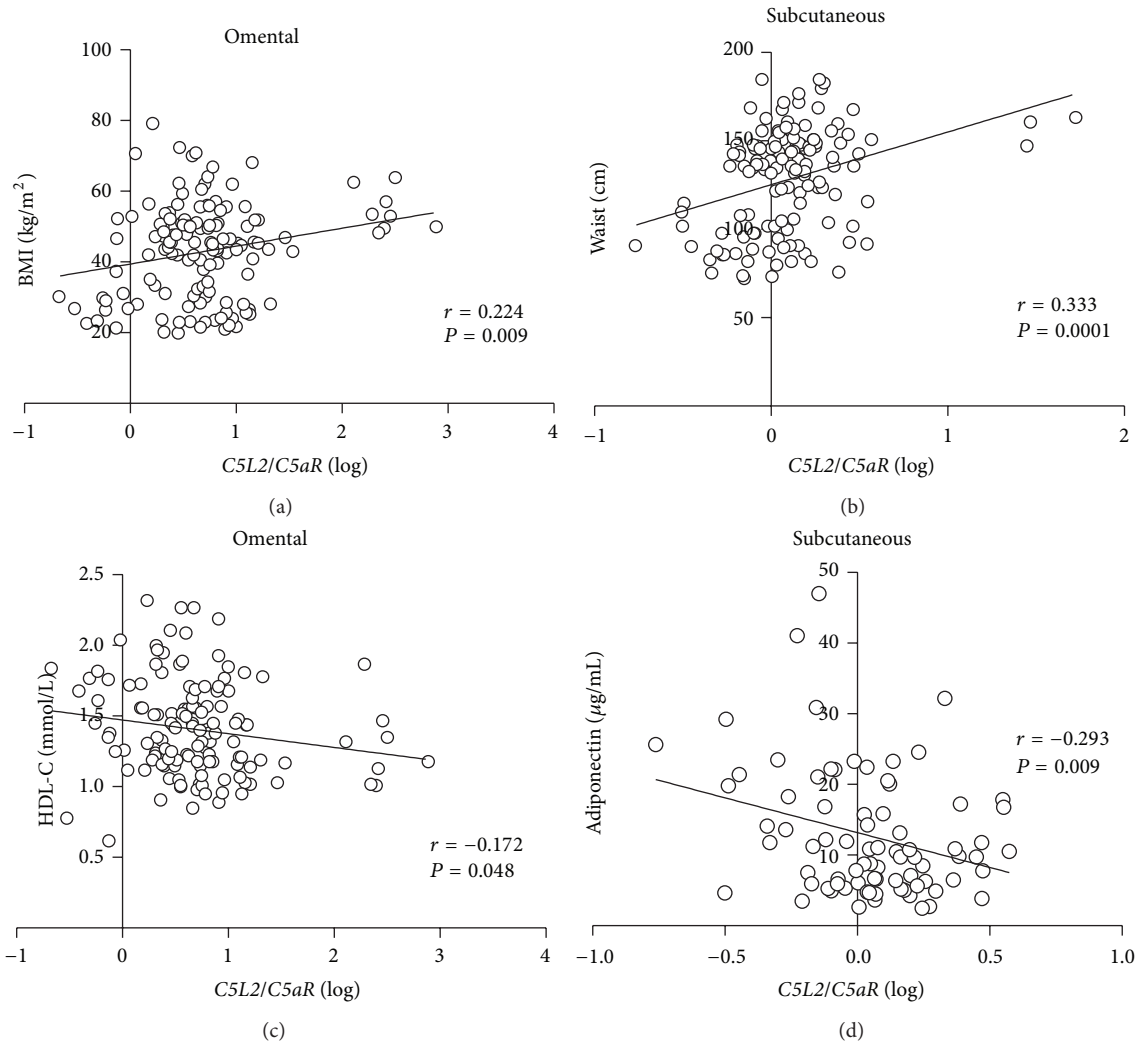 Omental
100
80
60
40
20
BMI (kg/m²)
r = 0.224
P = 0.009
−1 0 1 2 3 4
C5L2/C5aR (log)
(a)
Subcutaneous
200
150
100
50
Waist (cm)
r = 0.333
P = 0.0001
−1 0 1 2
C5L2/C5aR (log)
(b)
Omental
2.5
2.0
1.5
1.0
0.5
HDL-C (mmol/L)
r = −0.172
P = 0.048
−1 0 1 2 3 4
C5L2/C5aR (log)
(c)
Subcutaneous
50
40
30
20
10
Adiponectin (μg/mL)
r = −0.293
P = 0.009
−1.0 −0.5 0.0 0.5 1.0
C5L2/C5aR (log)
(d)